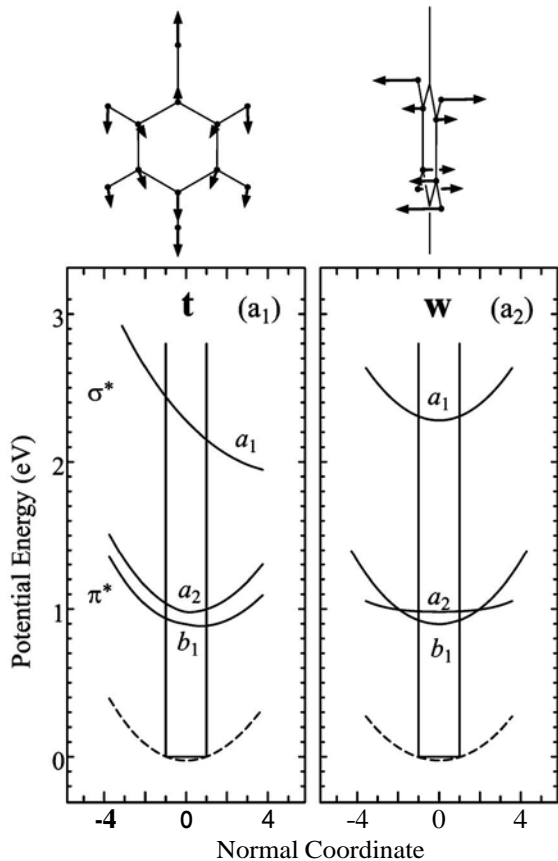 t (a₁)
w (a₂)
3
2
1
0
Potential Energy (eV)
σ*
a₁
π*
a₂
b₁
a₁
a₂
b₁
-4 0 4
-4 0 4
Normal Coordinate